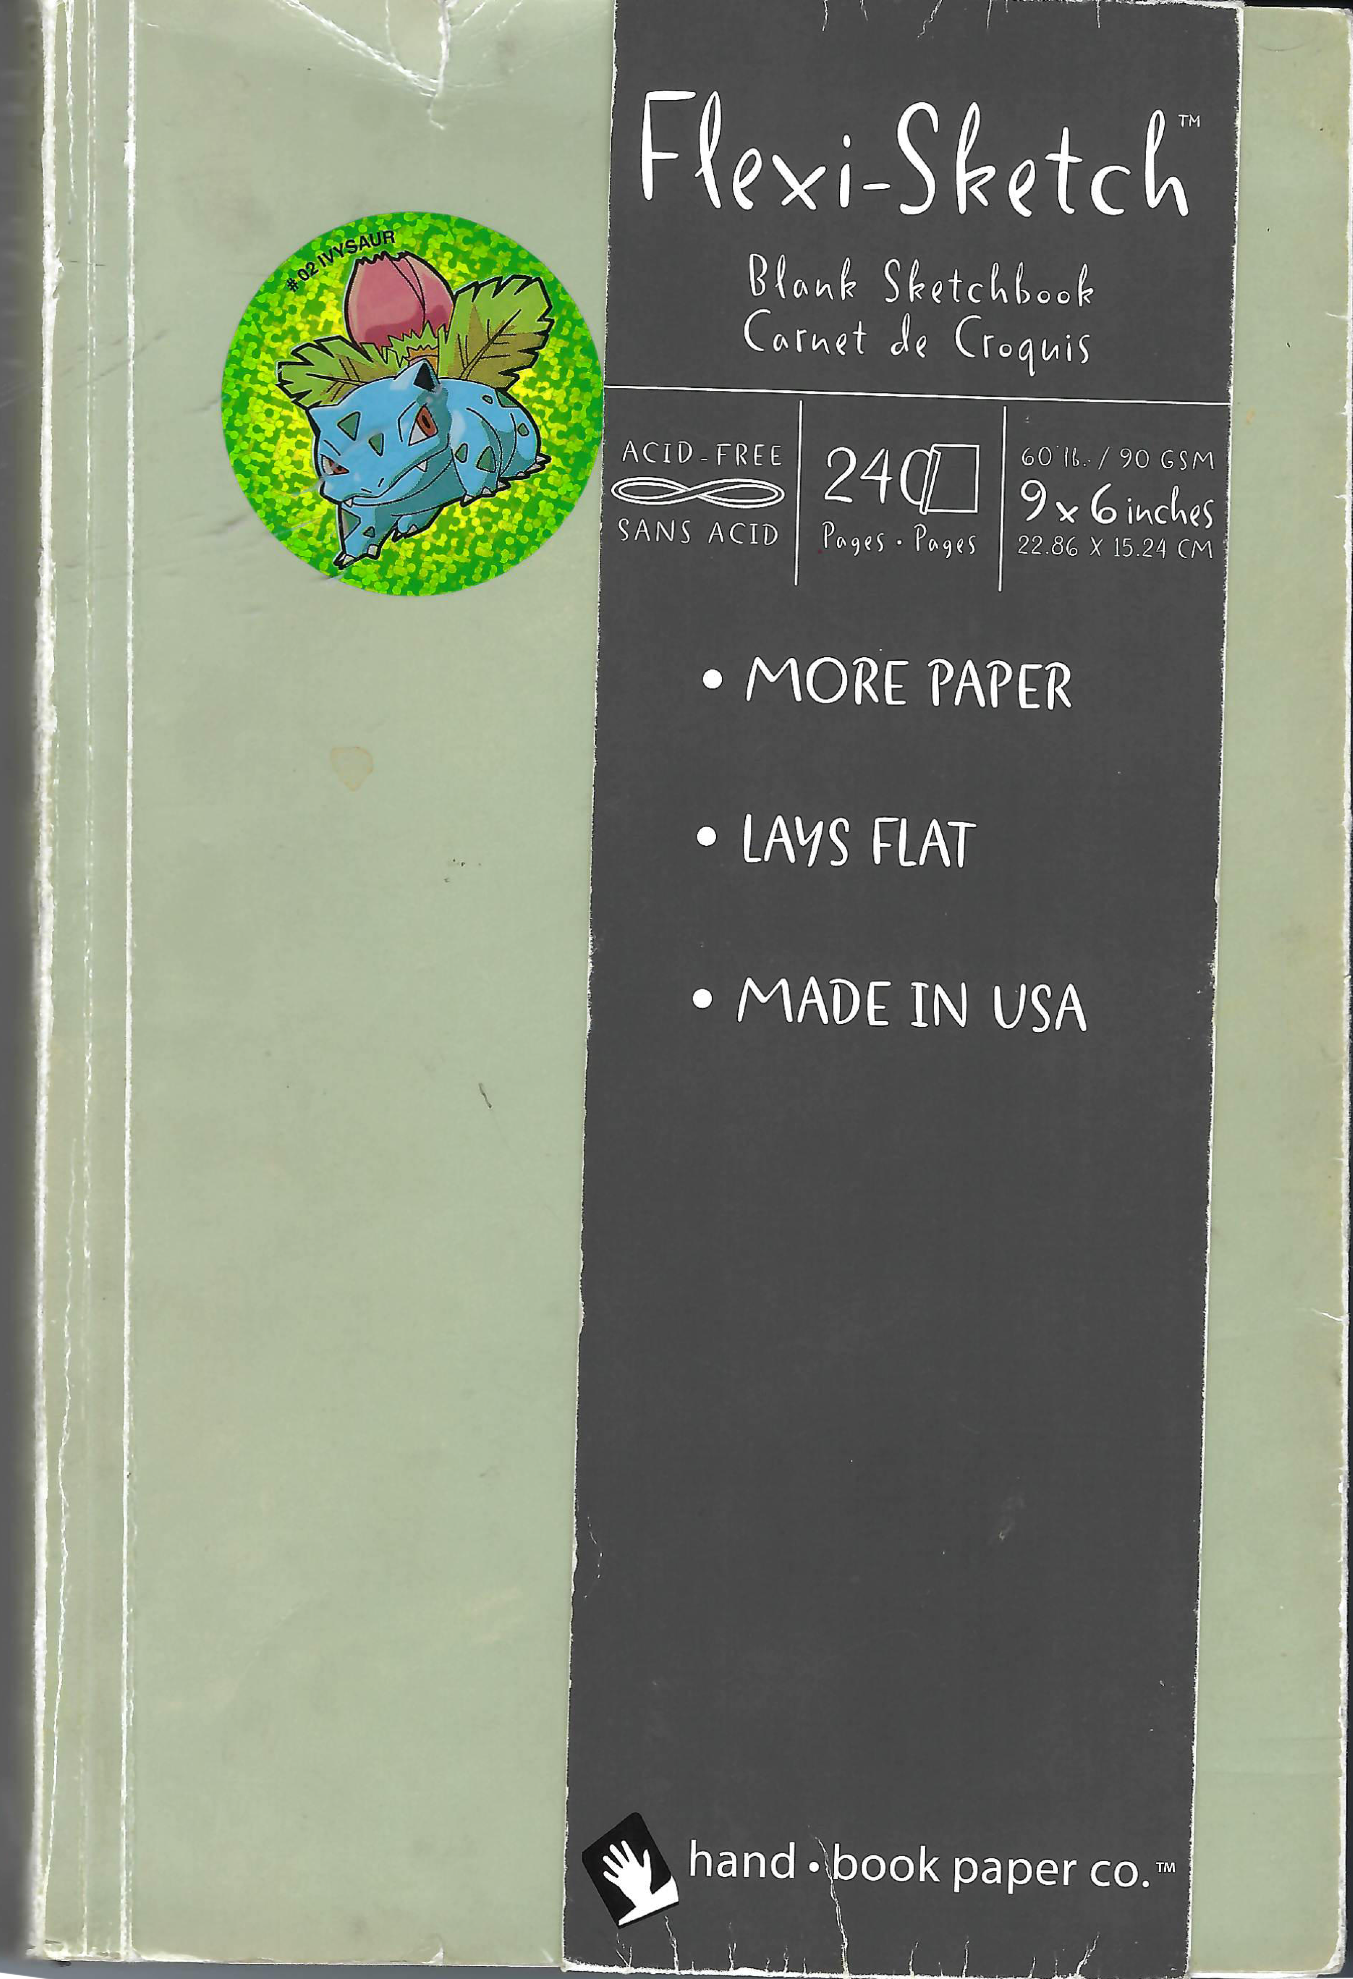 Flexi-Sketch™
# 02 IVYSAUR
Blank Sketchbook
Carnet de Croquis
ACID-FREE
SANS ACID
240
Pages • Pages
60 lb. / 90 GSM
9 x 6 inches
22.86 X 15.24 CM
• MORE PAPER
• LAYS FLAT
• MADE IN USA
hand • book paper co.™